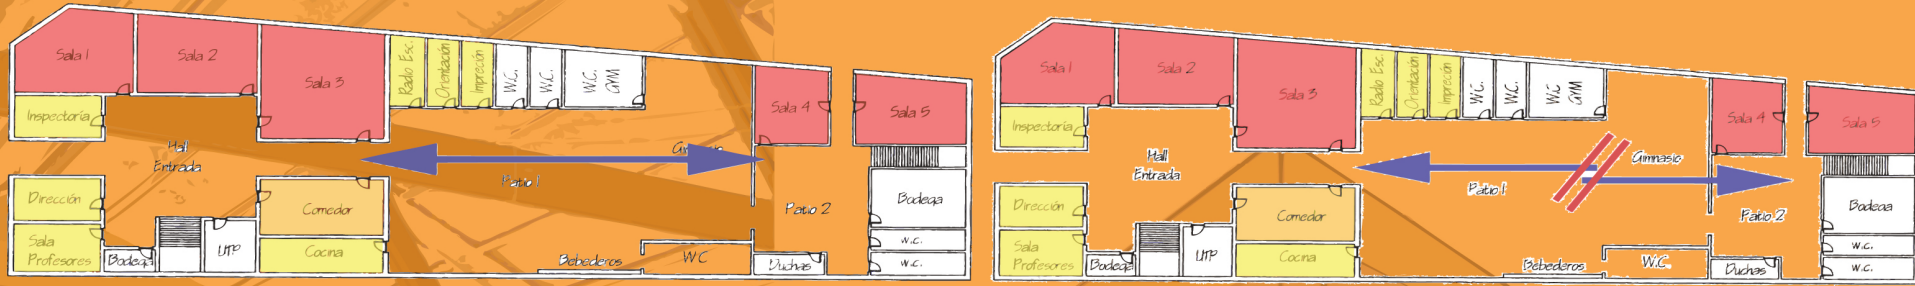 Sala 1
Sala 2
Sala 3
Radio Esc.
Orientación
Impreción
W.C.
W.C.
W.C.
GYM
Sala 4
Sala 5
Inspectoría
Hall
Entrada
Patio 1
Dirección
Comedor
Patio 2
Bodega
Sala
Profesores
Bodega
UTP
Cocina
Bebederos
WC
Duchas
W.C.
W.C.
Sala 1
Sala 2
Sala 3
Radio Esc.
Orientación
Impreción
W.C.
W.C.
W.C
GYM
Sala 4
Sala 5
Inspectoría
Hall
Entrada
Gimnasio
Patio 1
Dirección
Comedor
Patio 2
Bodega
Sala
Profesores
Bodega
UTP
Cocina
Bebederos
W.C.
Duchas
W.C.
W.C.